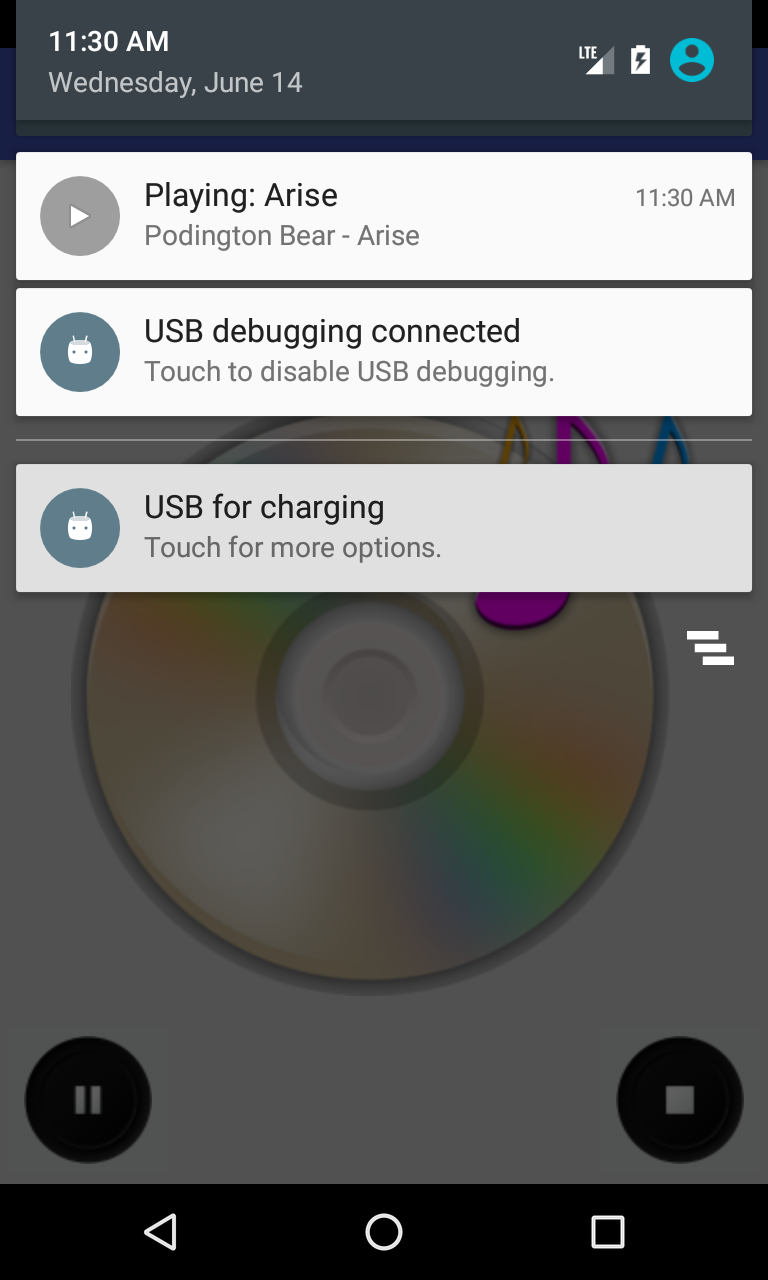 11:30 AM
LTE
Wednesday, June 14
Playing: Arise
11:30 AM
Podington Bear - Arise
USB debugging connected
Touch to disable USB debugging.
USB for charging
Touch for more options.